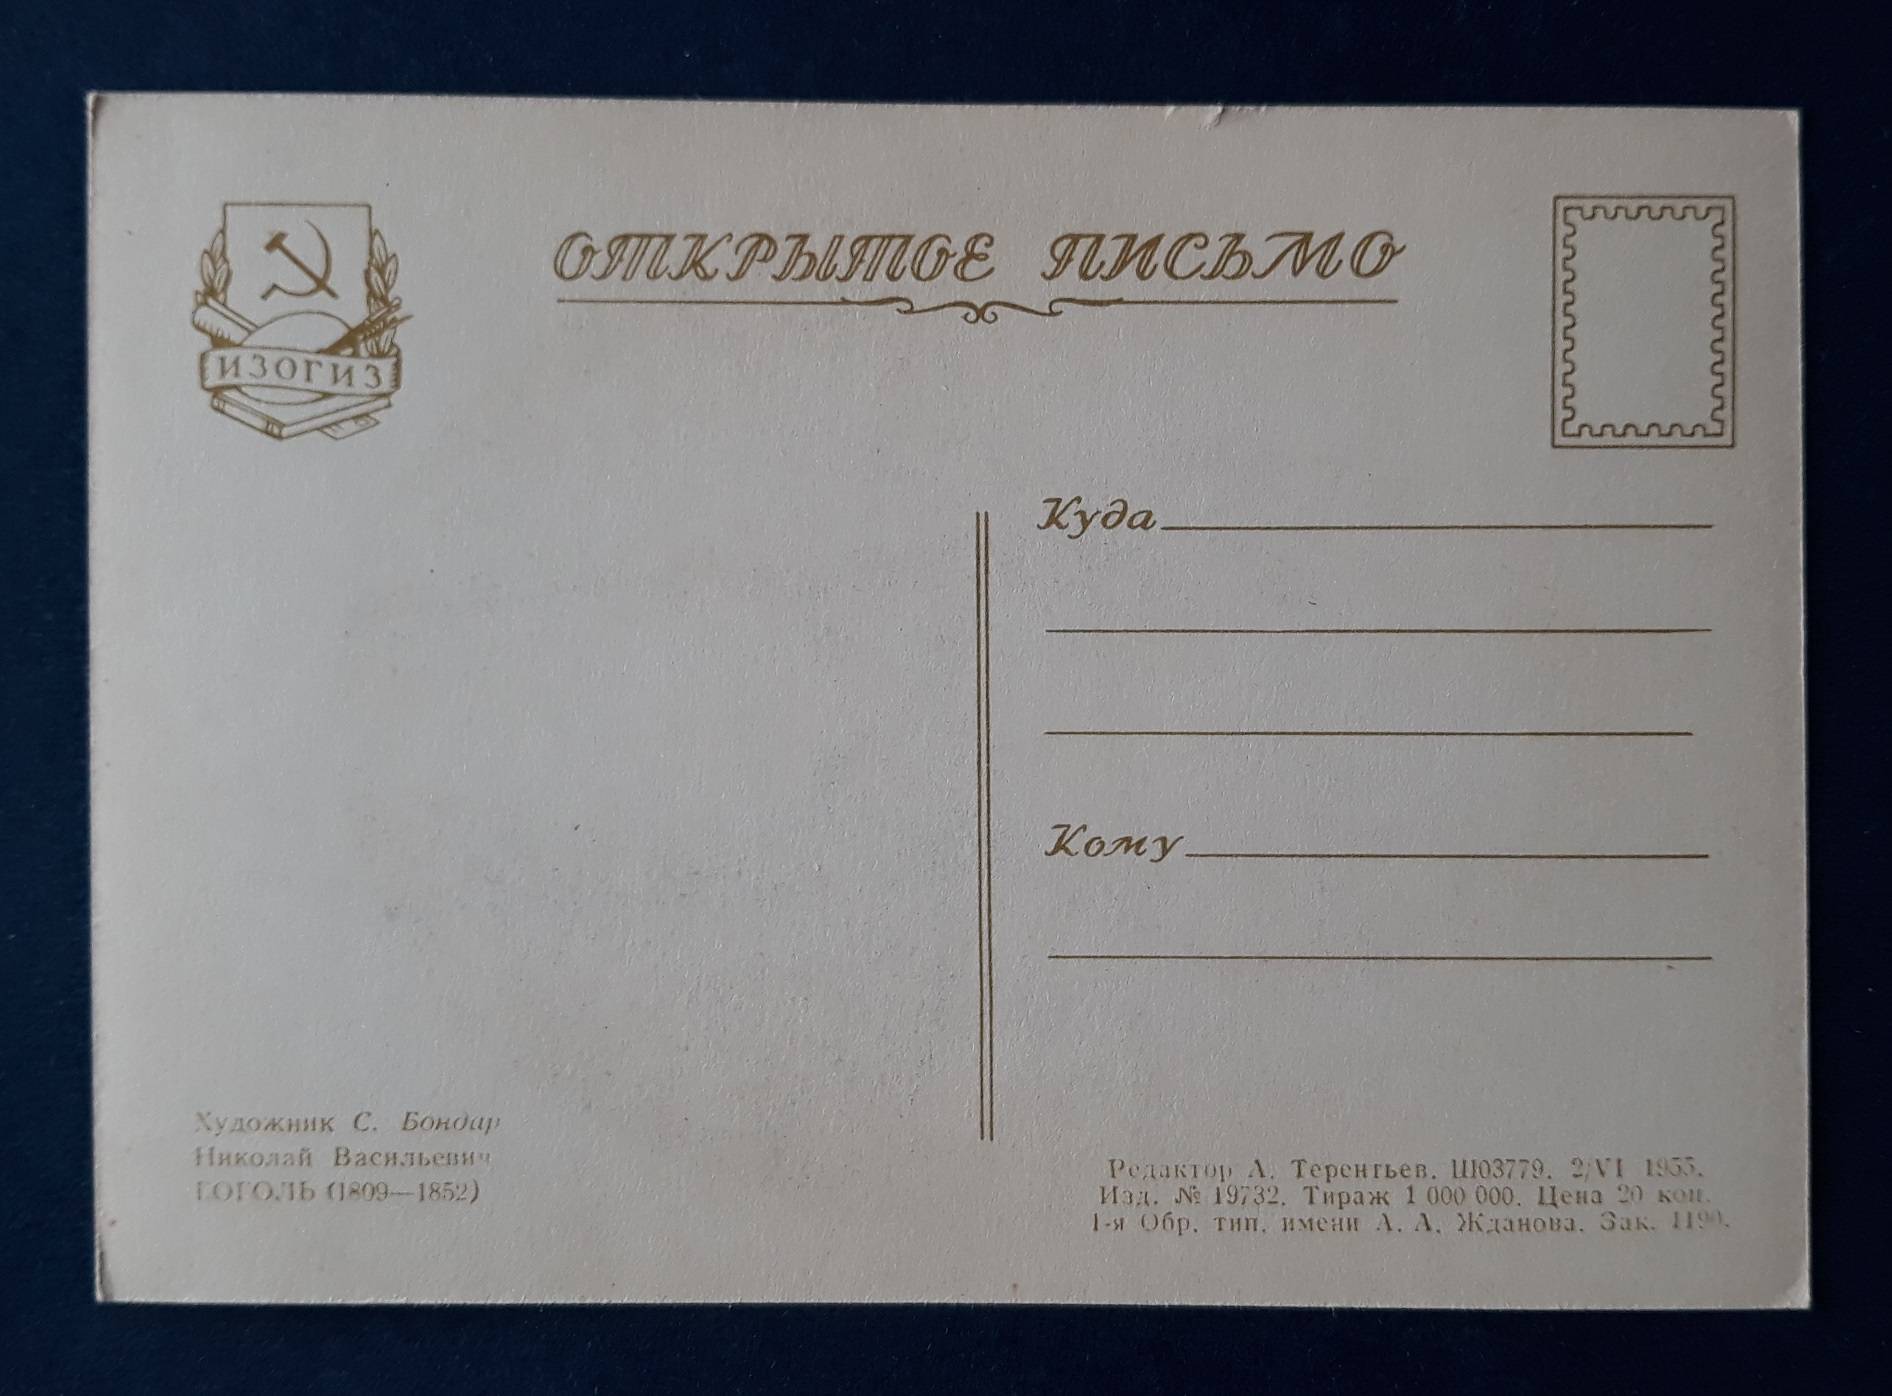 ИЗОГИЗ
ОТКРЫТОЕ ПИСЬМО
Куда
Кому
Художник С. Бондар
Николай Васильевич
ГОГОЛЬ (1809—1852)
Редактор А. Терентьев. Ш03779. 2/VI 1955.
Изд. № 19732. Тираж 1 000 000. Цена 20 коп.
1-я Обр. тип. имени А. А. Жданова. Зак. 1190.